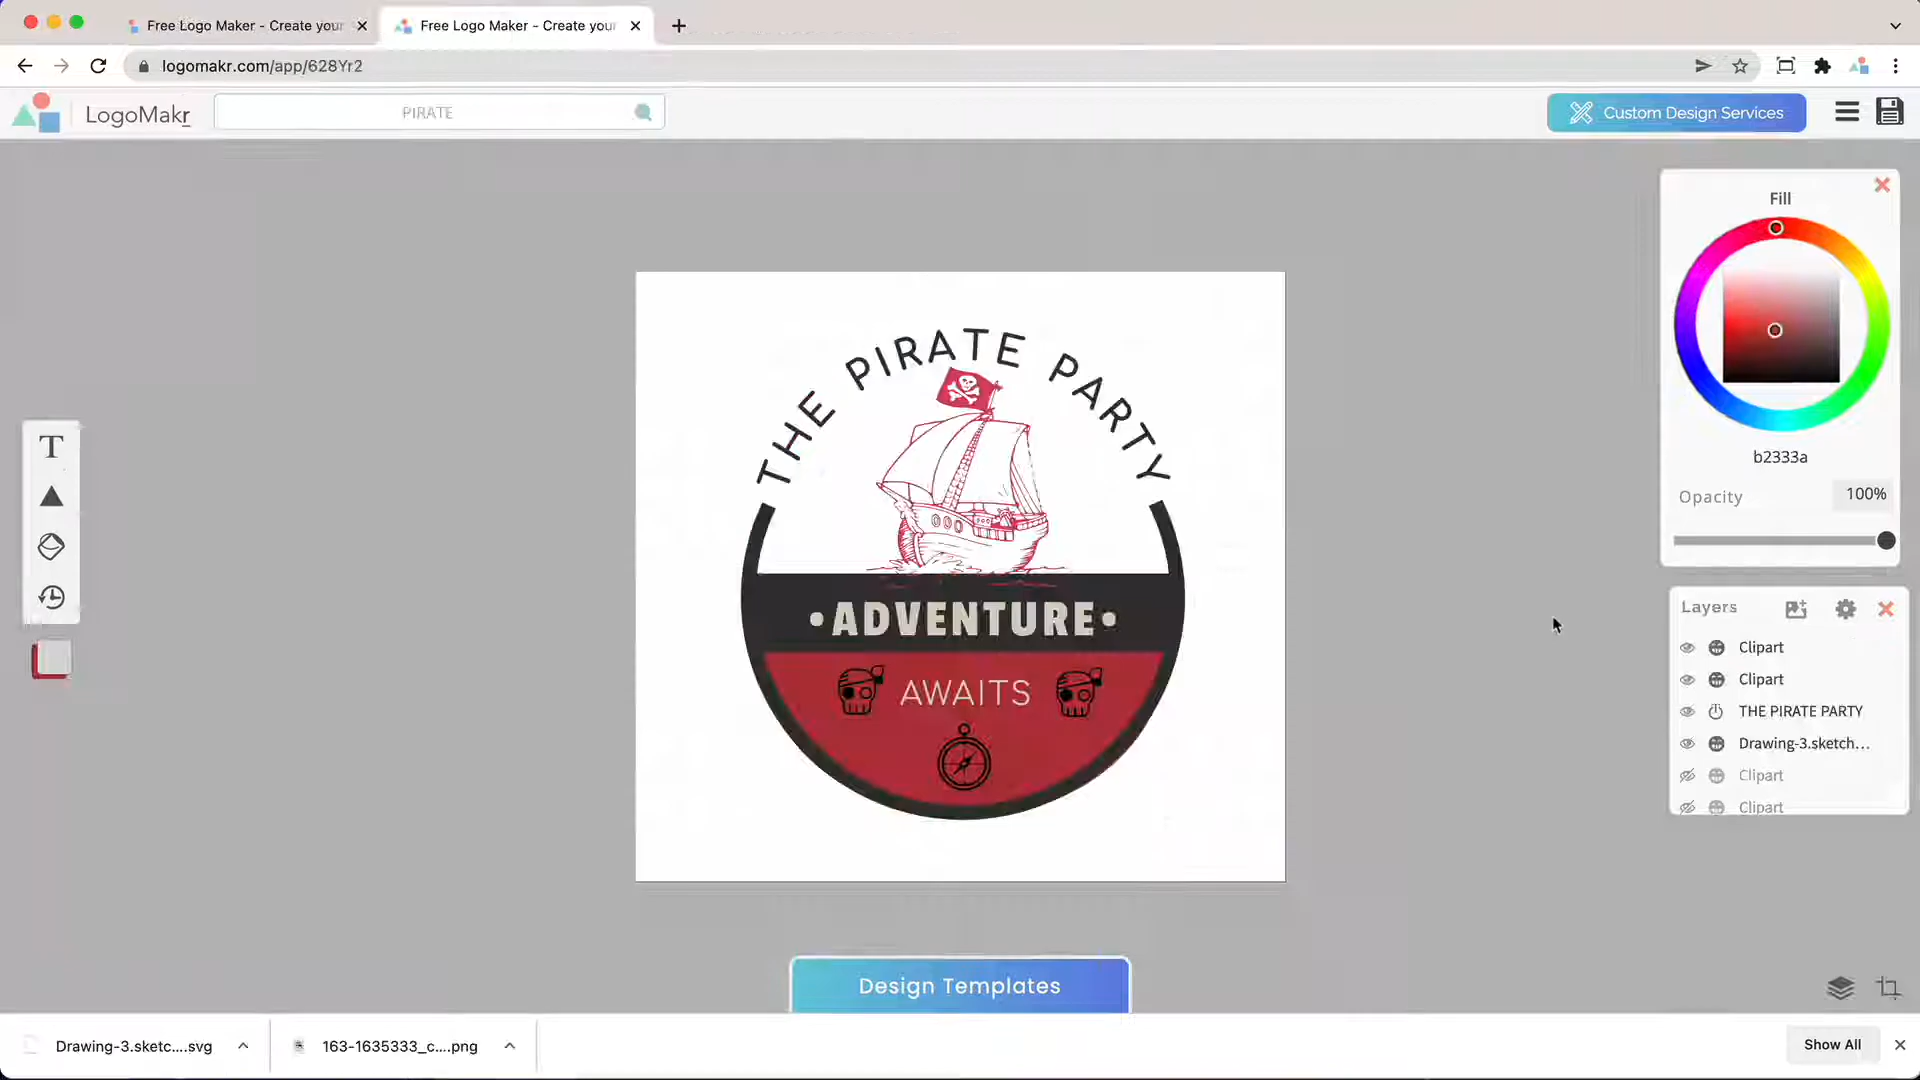 Free Logo Maker - Create your
Free Logo Maker - Create your
logomakr.com/app/628Yr2
LogoMakr
PIRATE
Custom Design Services
Fill
b2333a
Opacity
100%
Layers
Clipart
Clipart
THE PIRATE PARTY
Drawing-3.sketch...
Clipart
Clipart
T
THE PIRATE PARTY
•ADVENTURE•
AWAITS
Design Templates
Drawing-3.sketc....svg
163-1635333_c....png
Show All